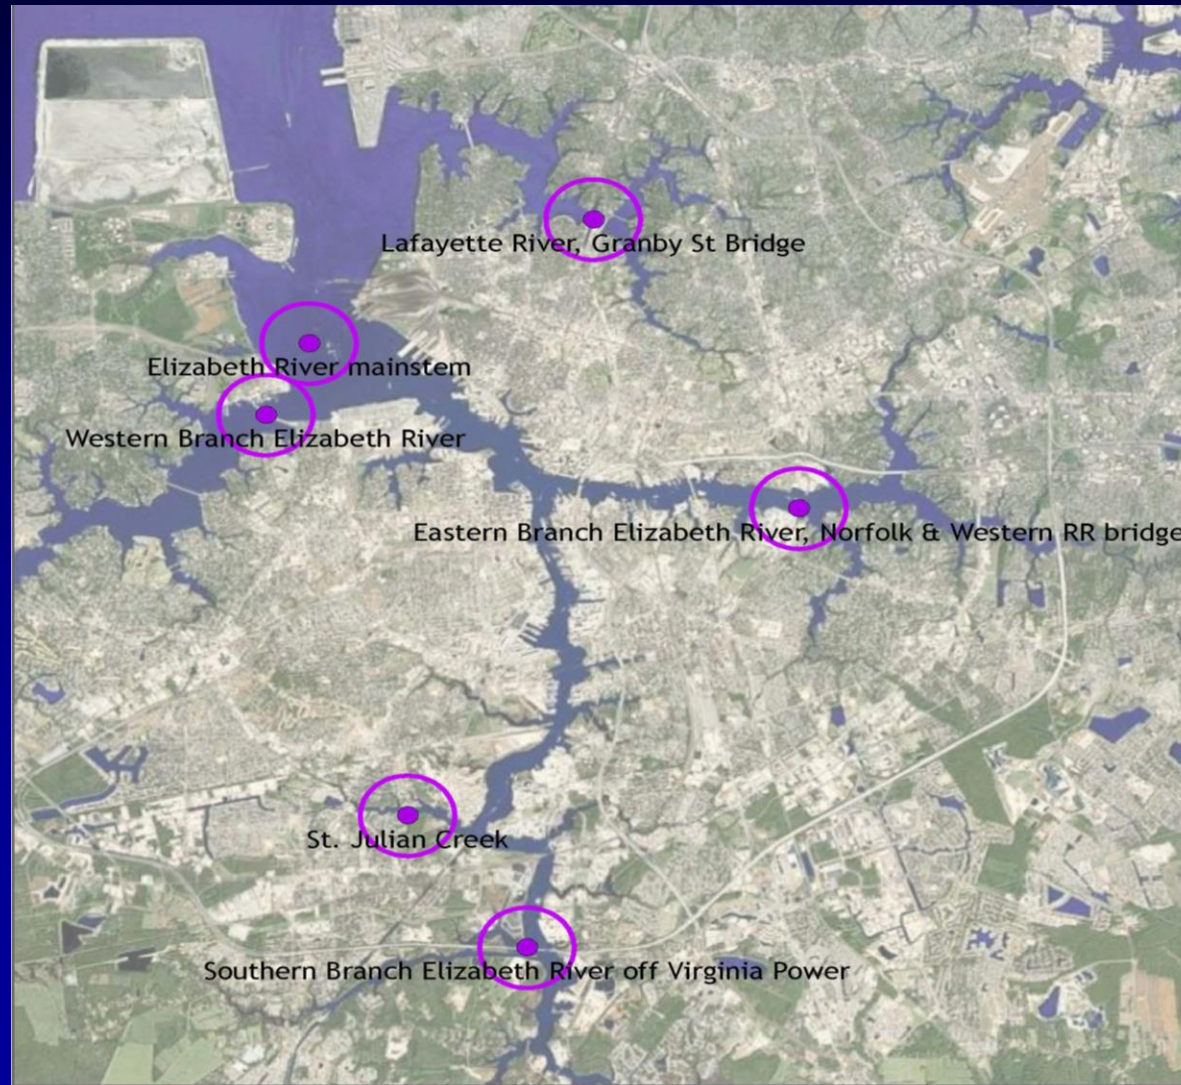 Lafayette River, Granby St Bridge
Elizabeth River mainstem
Western Branch Elizabeth River
Eastern Branch Elizabeth River, Norfolk & Western RR bridge
St. Julian Creek
Southern Branch Elizabeth River off Virginia Power